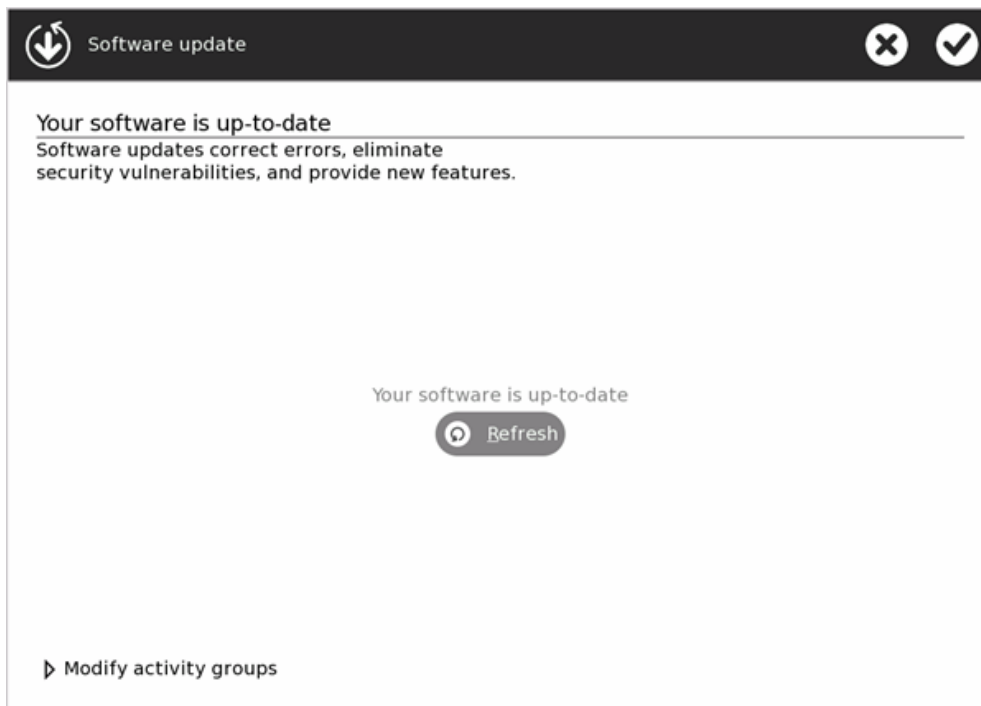 Software update
Your software is up-to-date
Software updates correct errors, eliminate
security vulnerabilities, and provide new features.
Your software is up-to-date
Refresh
Modify activity groups